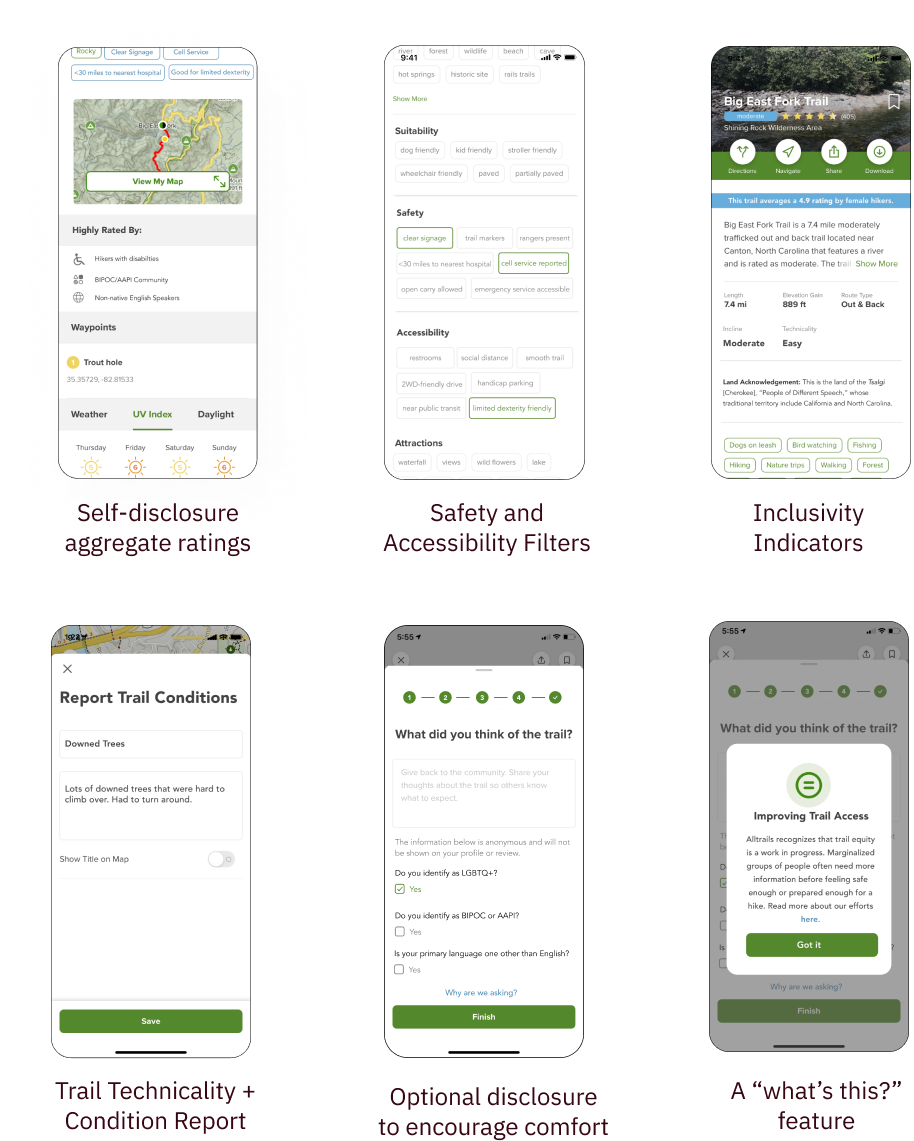 Rocky Clear Signage Cell Service
<30 miles to nearest hospital Good for limited dexterity
View My Map
Highly Rated By:
Hikers with disabilties
BIPOC/AAPI Community
Non-native English Speakers
Waypoints
1 Trout hole
35.35729, -82.81533
Weather UV Index Daylight
Thursday Friday Saturday Sunday
5 6 5 6
Self-disclosure
aggregate ratings
river forest wildlife beach cave
9:41
hot springs historic site rails trails
Show More
Suitability
dog friendly kid friendly stroller friendly
wheelchair friendly paved partially paved
Safety
clear signage trail markers rangers present
<30 miles to nearest hospital cell service reported
open carry allowed emergency service accessible
Accessibility
restrooms social distance smooth trail
2WD-friendly drive handicap parking
near public transit limited dexterity friendly
Attractions
waterfall views wild flowers lake
Safety and
Accessibility Filters
9:41
Big East Fork Trail
moderate (405)
Shining Rock Wilderness Area
Directions Navigate Share Download
This trail averages a 4.9 rating by female hikers.
Big East Fork Trail is a 7.4 mile moderately
trafficked out and back trail located near
Canton, North Carolina that features a river
and is rated as moderate. The trail Show More
Length Elevation Gain Route Type
7.4 mi 889 ft Out & Back
Incline Technicality
Moderate Easy
Land Acknowledgement: This is the land of the Tsalgi
[Cherokee], "People of Different Speech," whose
traditional territory include California and North Carolina.
Dogs on leash Bird watching Fishing
Hiking Nature trips Walking Forest
Inclusivity
Indicators
Report Trail Conditions
Downed Trees
Lots of downed trees that were hard to
climb over. Had to turn around.
Show Title on Map
Save
Trail Technicality +
Condition Report
5:55
1 2 3 4
What did you think of the trail?
Give back to the community. Share your
thoughts about the trail so others know
what to expect.
The information below is anonymous and will not
be shown on your profile or review.
Do you identify as LGBTQ+?
Yes
Do you identify as BIPOC or AAPI?
Yes
Is your primary language one other than English?
Yes
Why are we asking?
Finish
Optional disclosure
to encourage comfort
5:55
1 2 3 4
What did you think of the trail?
Improving Trail Access
Alltrails recognizes that trail equity
is a work in progress. Marginalized
groups of people often need more
information before feeling safe
enough or prepared enough for a
hike. Read more about our efforts
here.
Got it
Why are we asking?
Finish
A “what’s this?”
feature